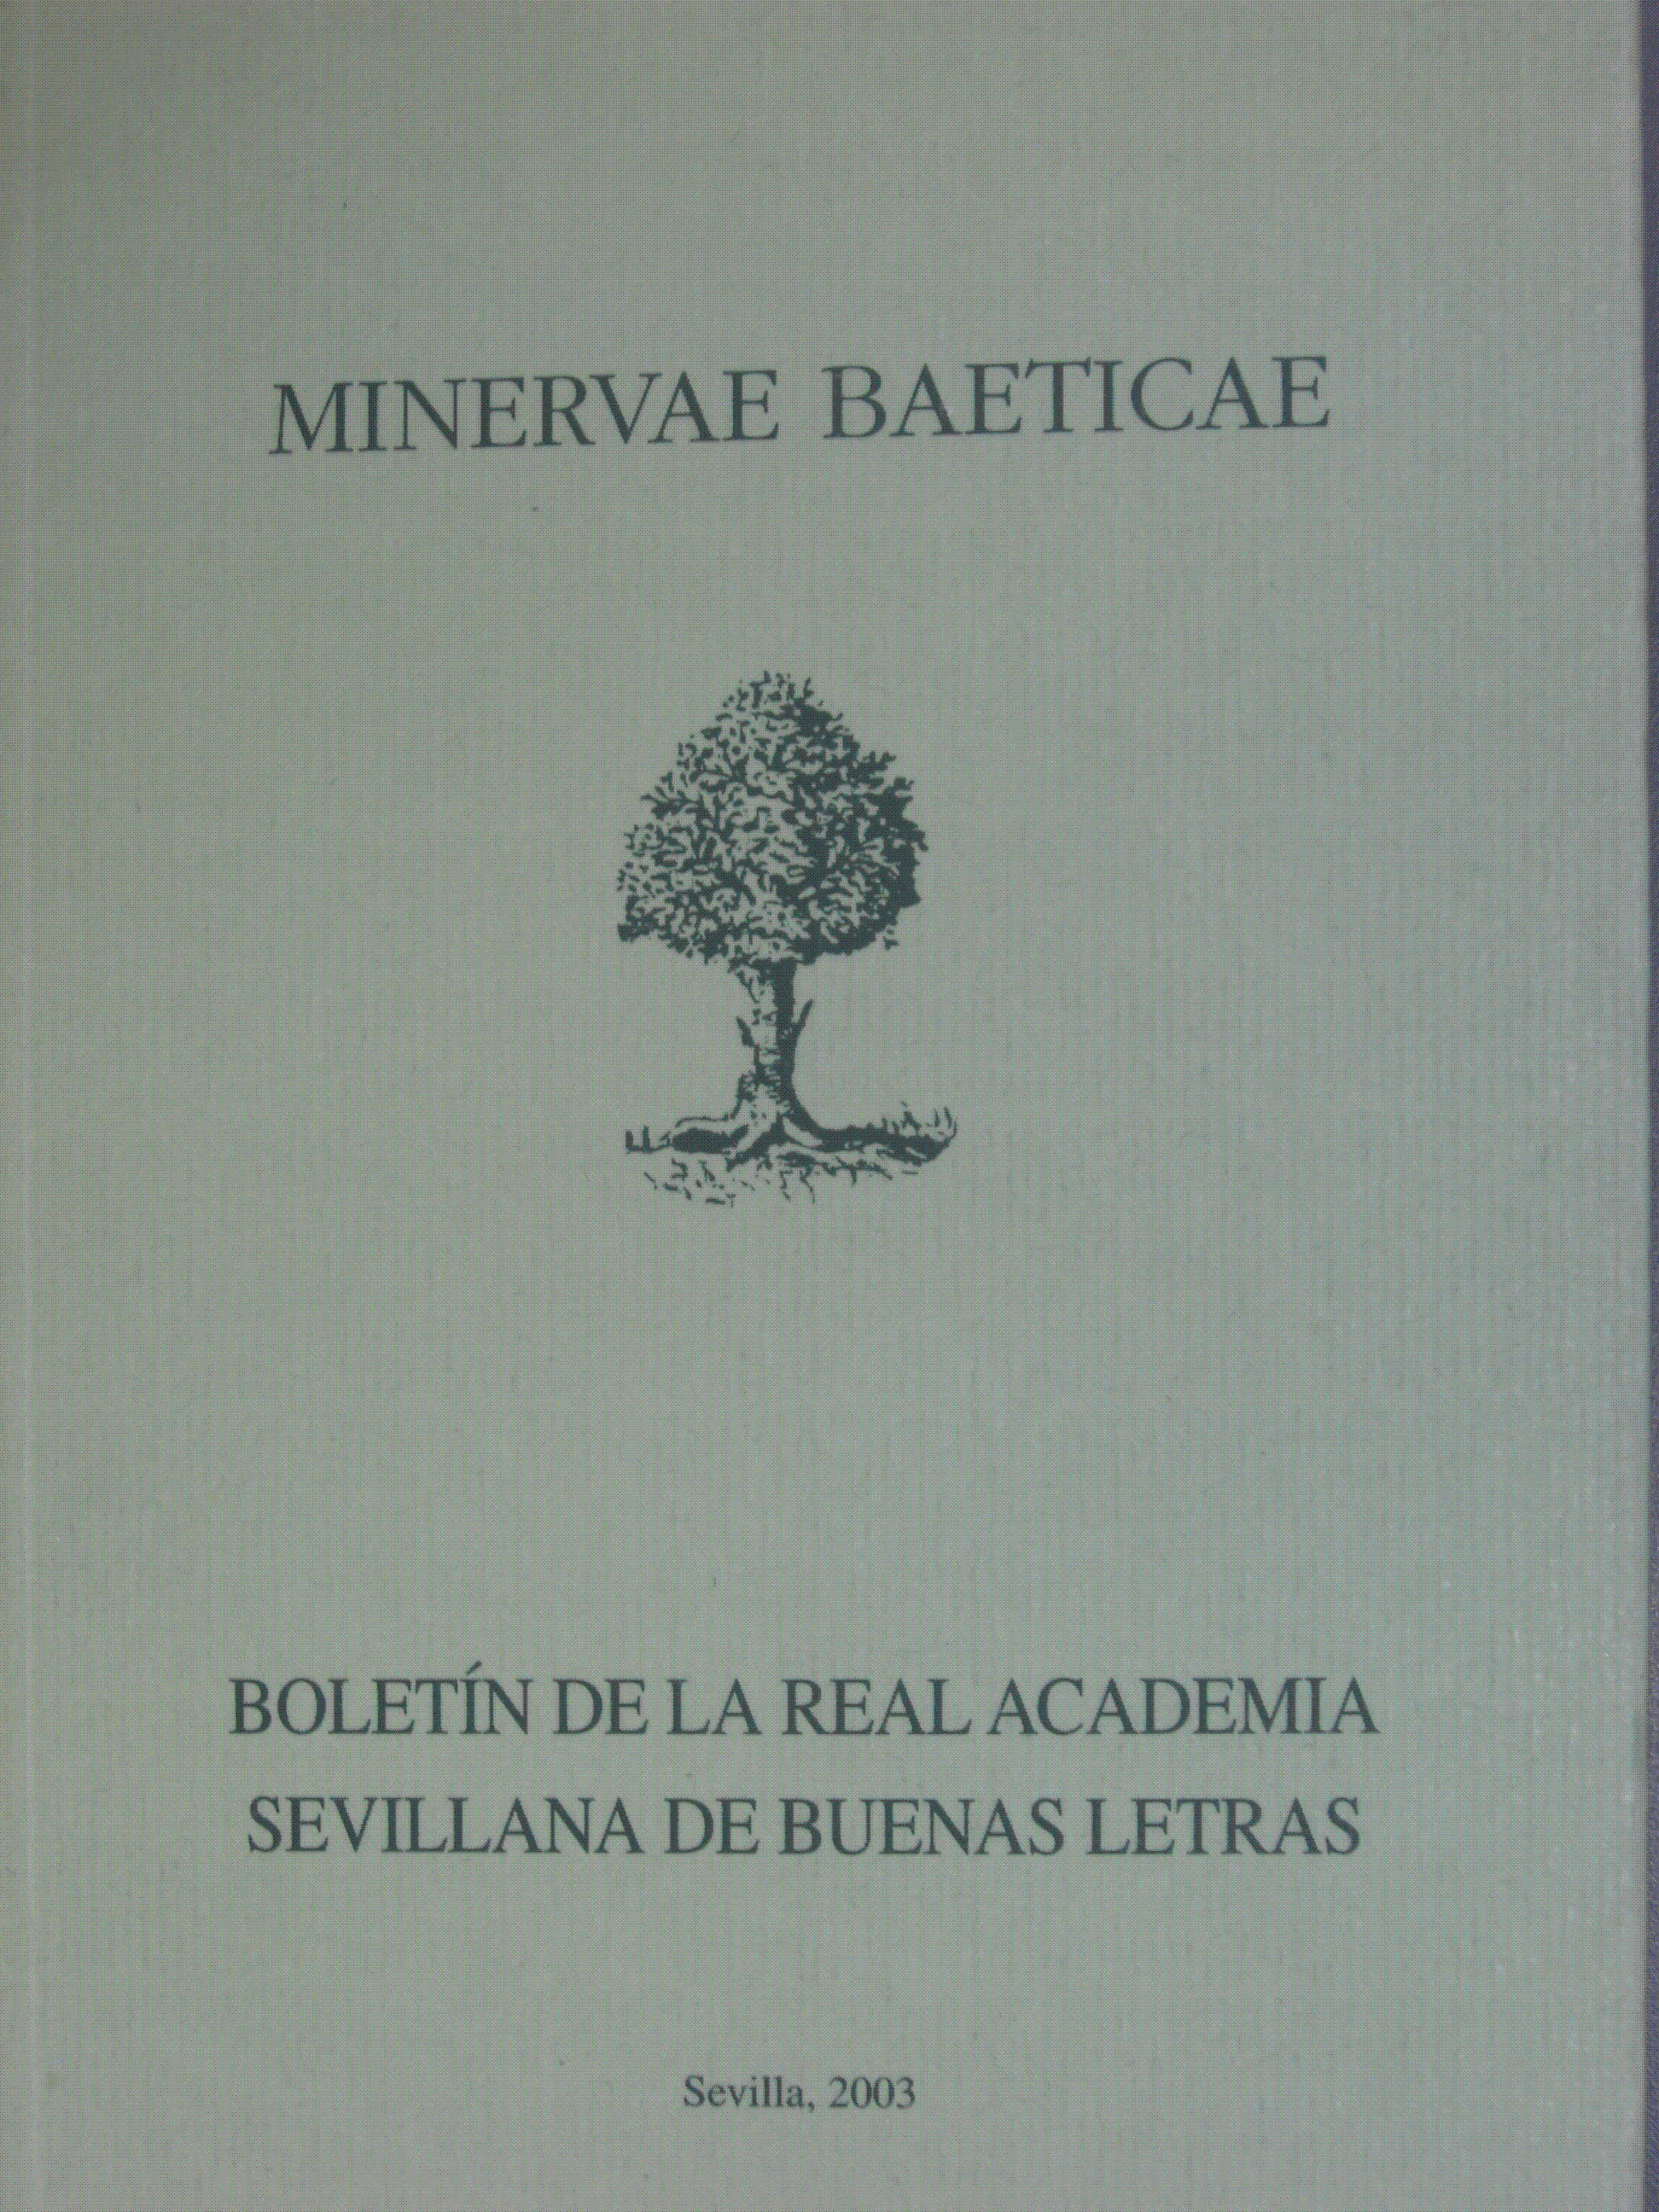 MINERVAE BAETICAE
BOLETÍN DE LA REAL ACADEMIA
SEVILLANA DE BUENAS LETRAS
Sevilla, 2003